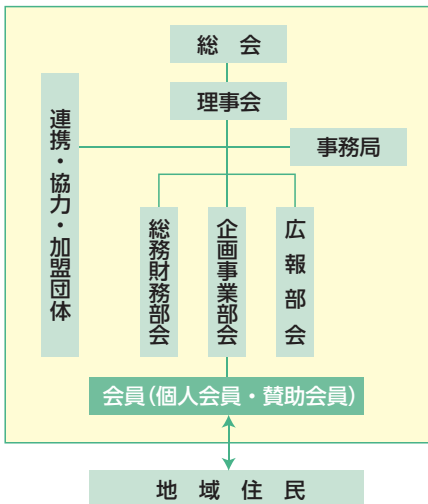 総　会
理事会
連携・協力・加盟団体
事務局
総務財務部会
企画事業部会
広報部会
会員（個人会員・賛助会員）
地　域　住　民